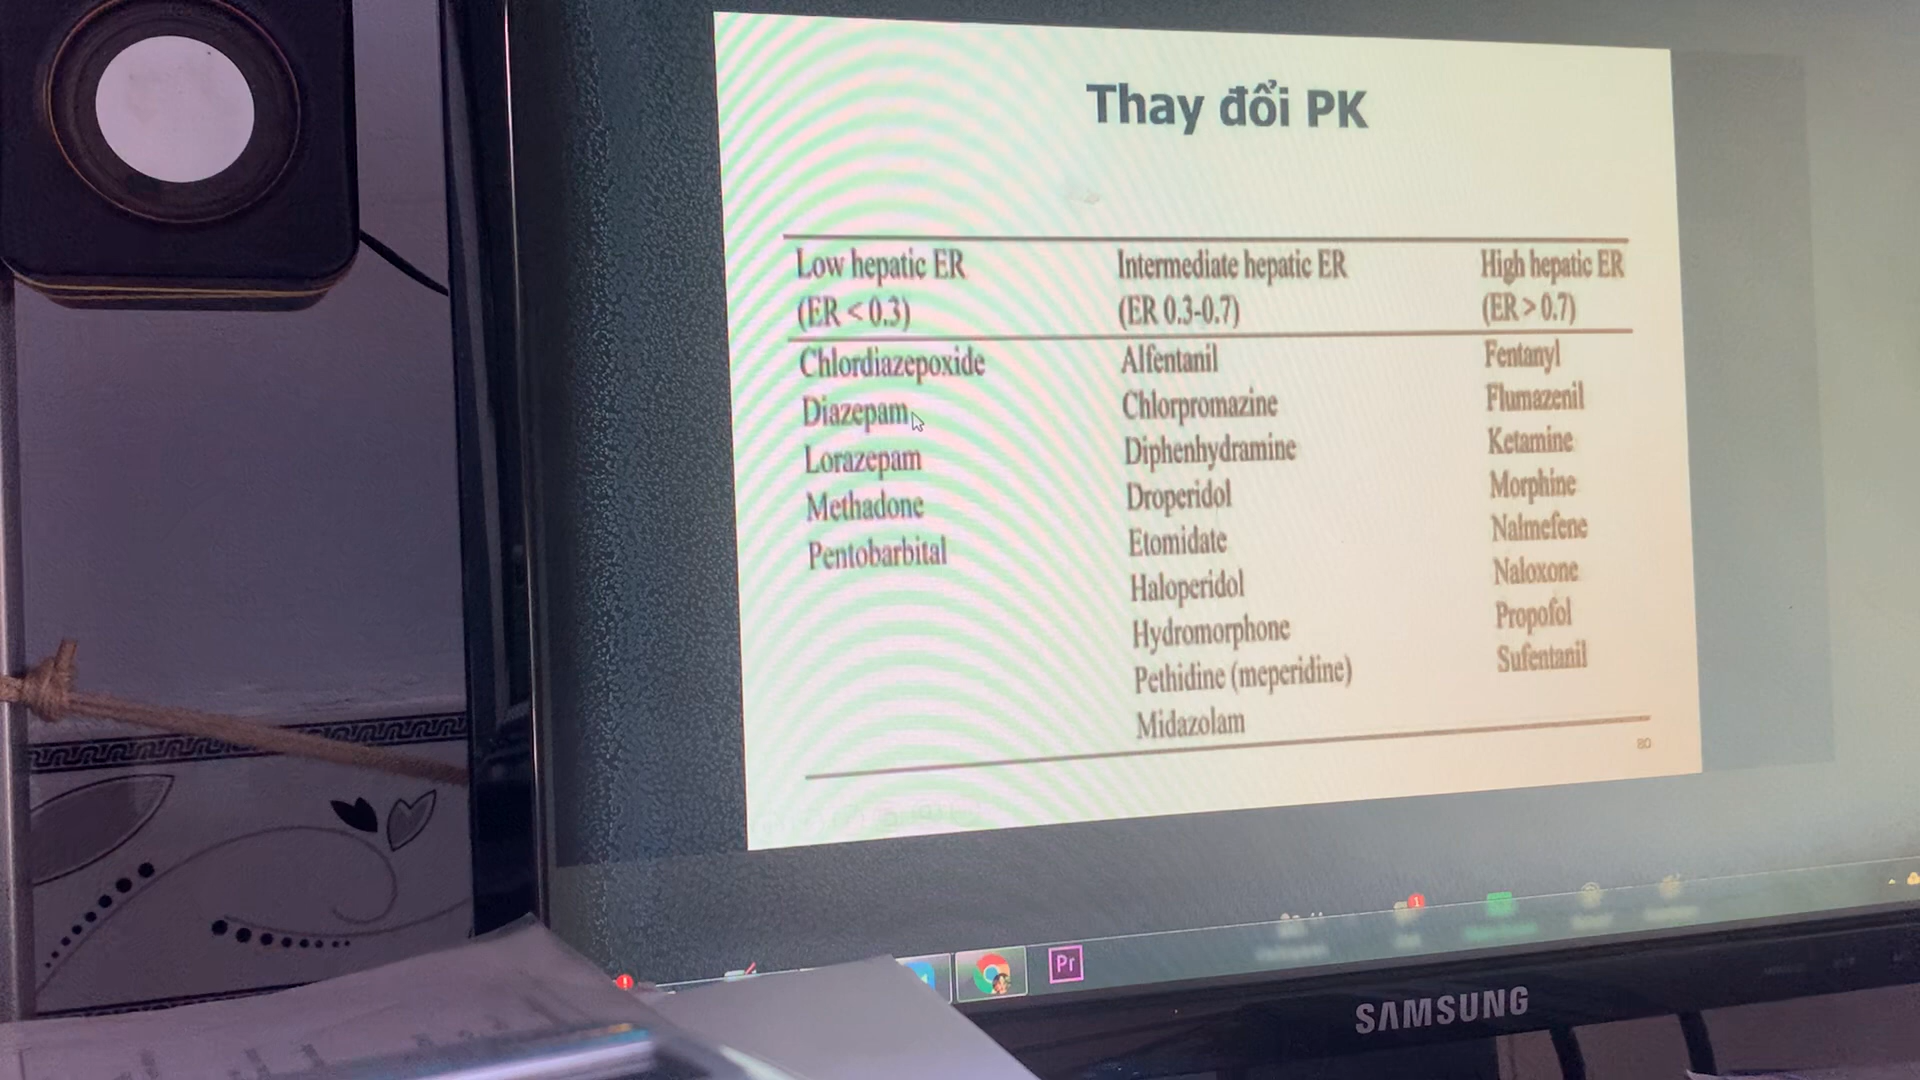 Thay đổi PK
Low hepatic ER Intermediate hepatic ER High hepatic ER
(ER < 0.3) (ER 0.3-0.7) (ER > 0.7)
Chlordiazepoxide Alfentanil Fentanyl
Diazepam Chlorpromazine Flumazenil
Lorazepam Diphenhydramine Ketamine
Methadone Droperidol Morphine
Pentobarbital Etomidate Nalmefene
Haloperidol Naloxone
Hydromorphone Propofol
Pethidine (meperidine) Sufentanil
Midazolam
80
1
Pr
SAMSUNG